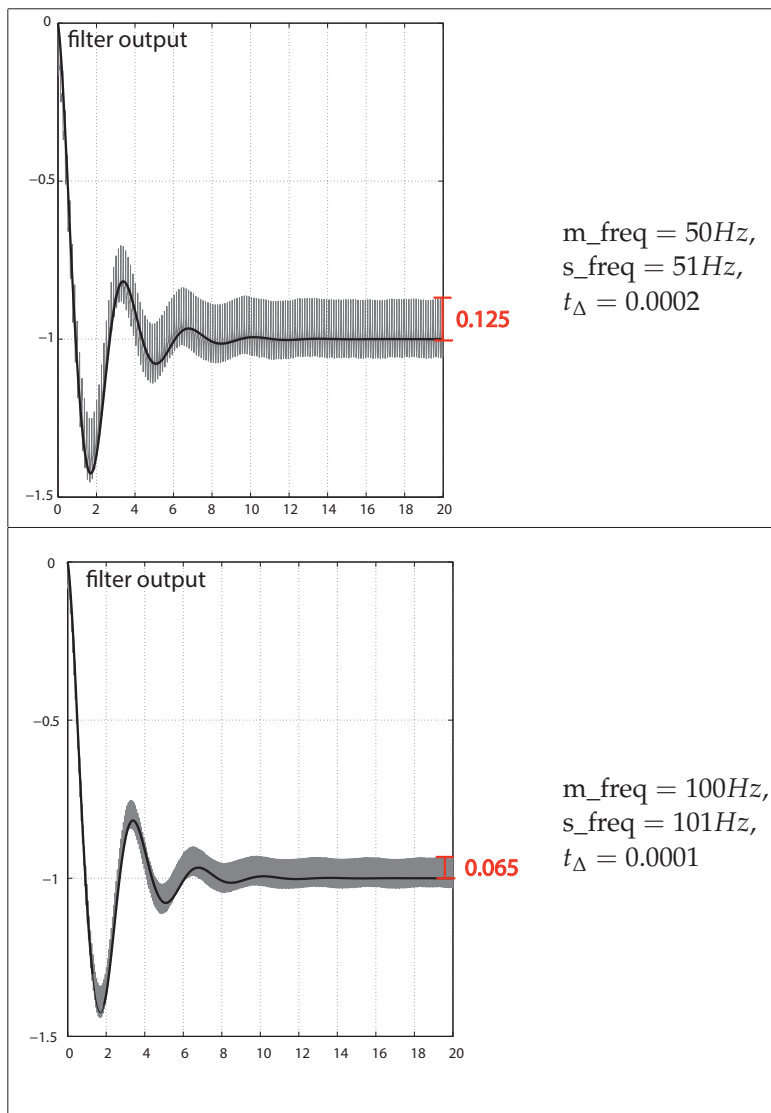 0
filter output
−0.5
m_freq = 50Hz,
s_freq = 51Hz,
t_Δ = 0.0002
0.125
−1
−1.5
0 2 4 6 8 10 12 14 16 18 20
0
filter output
−0.5
m_freq = 100Hz,
s_freq = 101Hz,
t_Δ = 0.0001
0.065
−1
−1.5
0 2 4 6 8 10 12 14 16 18 20